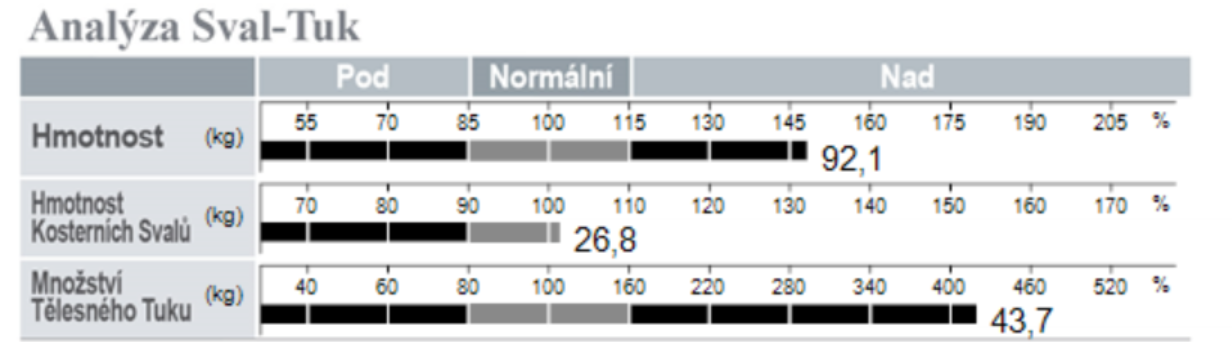 Analýza Sval-Tuk
Pod Normální Nad
Hmotnost (kg) 55 70 85 100 115 130 145 160 175 190 205 %
92,1
Hmotnost
Kosterních Svalů (kg) 70 80 90 100 110 120 130 140 150 160 170 %
26,8
Množství
Tělesného Tuku (kg) 40 60 80 100 160 220 280 340 400 460 520 %
43,7